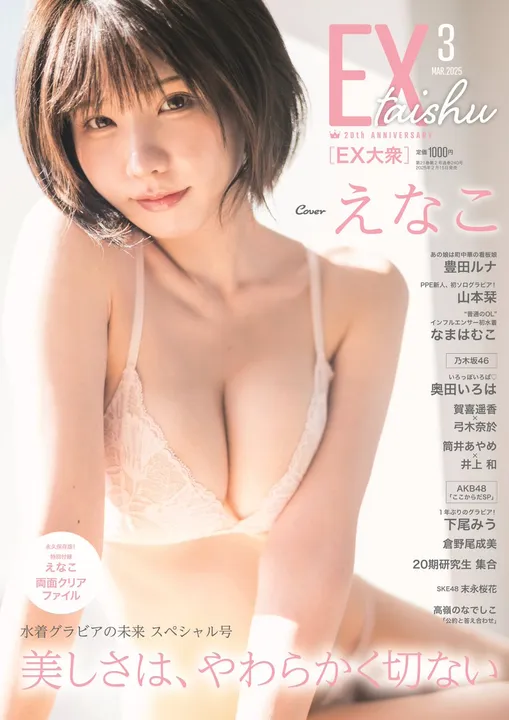 EX
taishu
3
MAR.2025
20th ANNIVERSARY
[EX大衆]
定価1000円
Cover えなこ
あの娘は町中華の看板娘
豊田ルナ
PPE新人、初ソログラビア!
山本栞
“普通のOL”
インフルエンサー初水着
なまはむこ
乃木坂46
いろっぽいろは♡
奥田いろは
賀喜遥香
×
弓木奈於
筒井あやめ
×
井上 和
AKB48
「ここからだSP」
1年ぶりのグラビア!
下尾みう
倉野尾成美
20期研究生 集合
SKE48 末永桜花
高嶺のなでしこ
「公約と答え合わせ」
永久保存版!
特別付録
えなこ
両面クリア
ファイル
水着グラビアの未来 スペシャル号
美しさは、やわらかく切ない